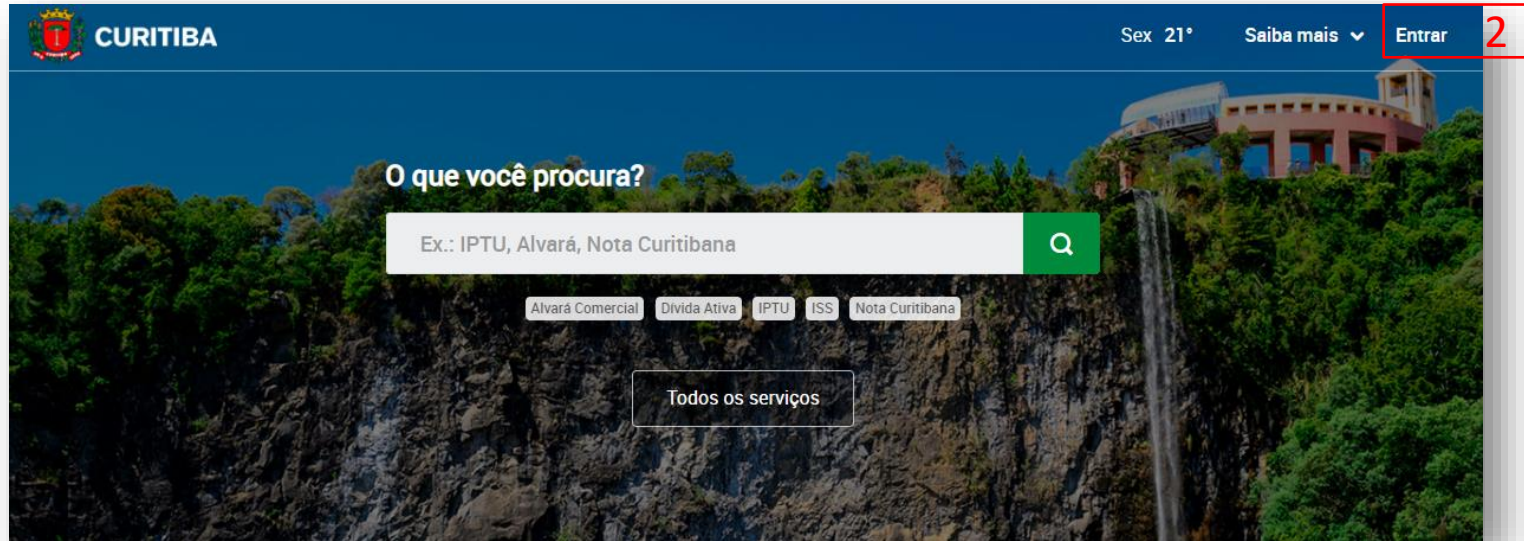 CURITIBA
Sex 21° Saiba mais Entrar 2
O que você procura?
Ex.: IPTU, Alvará, Nota Curitibana
Alvará Comercial Dívida Ativa IPTU ISS Nota Curitibana
Todos os serviços